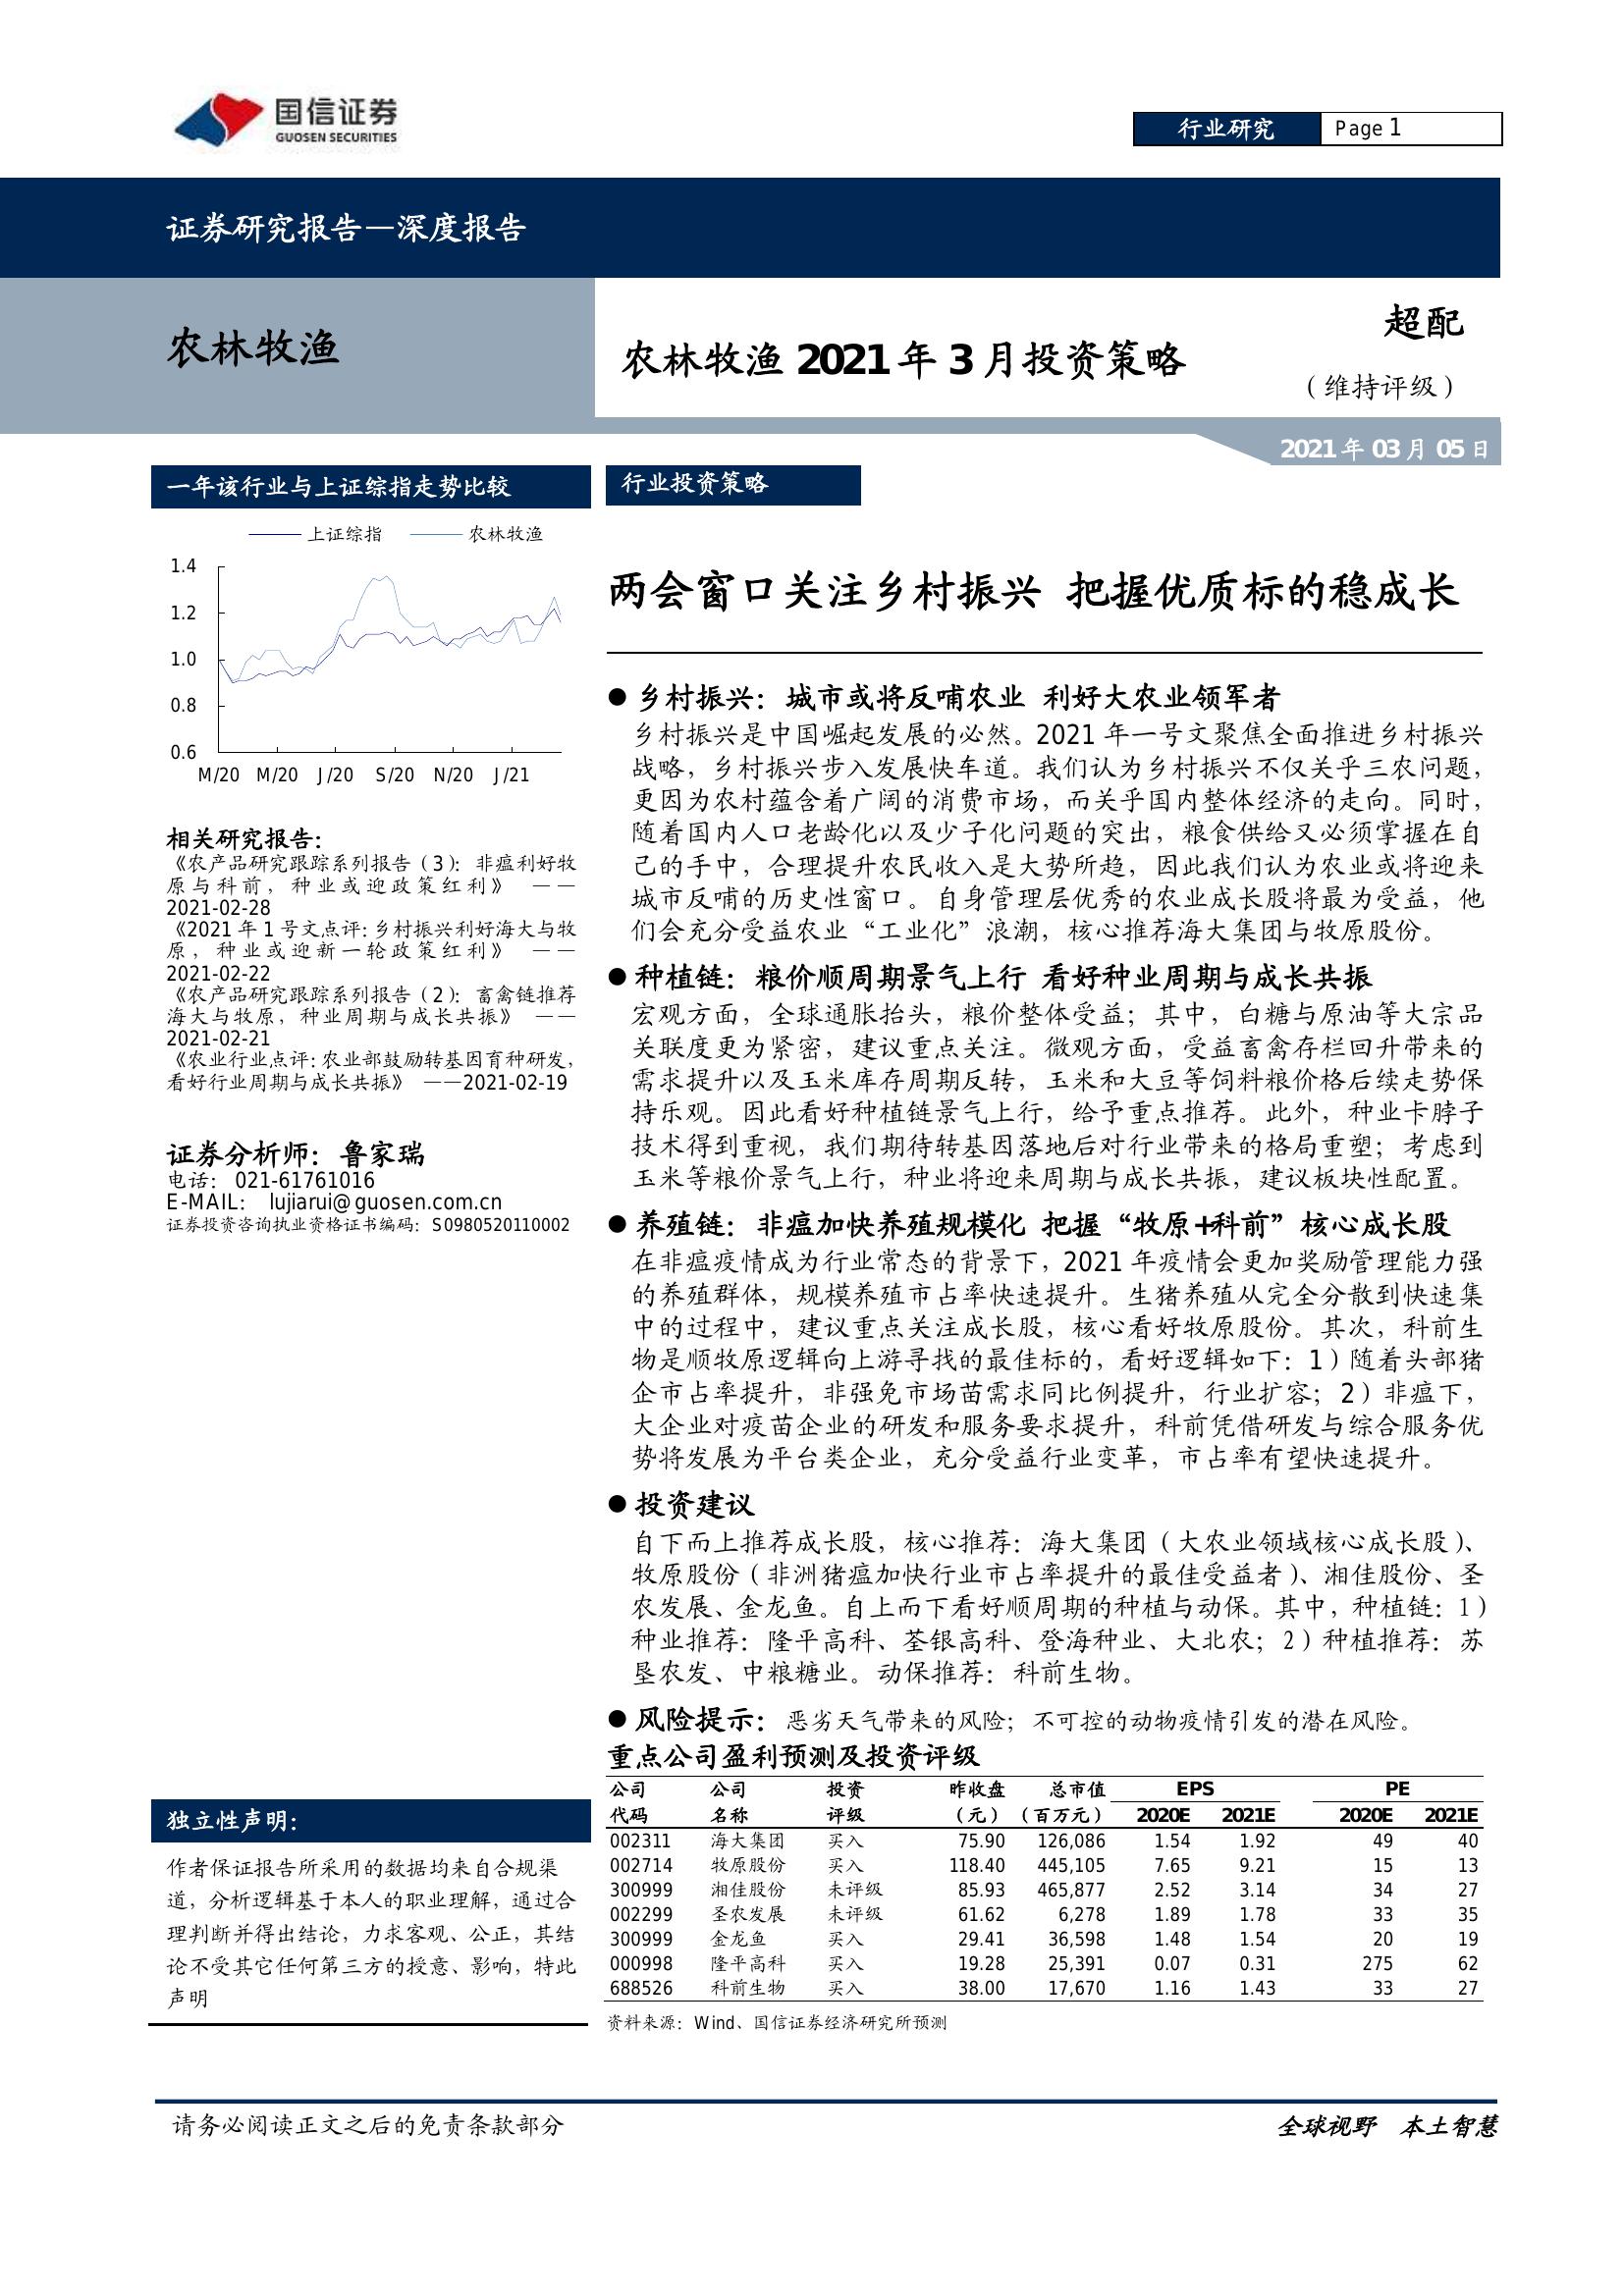 国信证券
GUOSEN SECURITIES
行业研究
Page 1
证券研究报告—深度报告
农林牧渔
农林牧渔 2021 年 3 月投资策略
超配
（维持评级）
2021 年 03 月 05 日
一年该行业与上证综指走势比较
上证综指 农林牧渔
1.4
1.2
1.0
0.8
0.6
M/20 M/20 J/20 S/20 N/20 J/21
相关研究报告：
《农产品研究跟踪系列报告（3）：非瘟利好牧
原与科前，种业或迎政策红利》 ——
2021-02-28
《2021 年 1 号文点评：乡村振兴利好海大与牧
原，种业或迎新一轮政策红利》 ——
2021-02-22
《农产品研究跟踪系列报告（2）：畜禽链推荐
海大与牧原，种业周期与成长共振》 ——
2021-02-21
《农业行业点评：农业部鼓励转基因育种研发，
看好行业周期与成长共振》 ——2021-02-19
证券分析师：鲁家瑞
电话： 021-61761016
E-MAIL： lujiarui@guosen.com.cn
证券投资咨询执业资格证书编码：S0980520110002
独立性声明：
作者保证报告所采用的数据均来自合规渠
道，分析逻辑基于本人的职业理解，通过合
理判断并得出结论，力求客观、公正，其结
论不受其它任何第三方的授意、影响，特此
声明
行业投资策略
两会窗口关注乡村振兴 把握优质标的稳成长
● 乡村振兴：城市或将反哺农业 利好大农业领军者
乡村振兴是中国崛起发展的必然。2021 年一号文聚焦全面推进乡村振兴
战略，乡村振兴步入发展快车道。我们认为乡村振兴不仅关乎三农问题，
更因为农村蕴含着广阔的消费市场，而关乎国内整体经济的走向。同时，
随着国内人口老龄化以及少子化问题的突出，粮食供给又必须掌握在自
己的手中，合理提升农民收入是大势所趋，因此我们认为农业或将迎来
城市反哺的历史性窗口。自身管理层优秀的农业成长股将最为受益，他
们会充分受益农业“工业化”浪潮，核心推荐海大集团与牧原股份。
● 种植链：粮价顺周期景气上行 看好种业周期与成长共振
宏观方面，全球通胀抬头，粮价整体受益；其中，白糖与原油等大宗品
关联度更为紧密，建议重点关注。微观方面，受益畜禽存栏回升带来的
需求提升以及玉米库存周期反转，玉米和大豆等饲料粮价格后续走势保
持乐观。因此看好种植链景气上行，给予重点推荐。此外，种业卡脖子
技术得到重视，我们期待转基因落地后对行业带来的格局重塑；考虑到
玉米等粮价景气上行，种业将迎来周期与成长共振，建议板块性配置。
● 养殖链：非瘟加快养殖规模化 把握“牧原+科前”核心成长股
在非瘟疫情成为行业常态的背景下，2021 年疫情会更加奖励管理能力强
的养殖群体，规模养殖市占率快速提升。生猪养殖从完全分散到快速集
中的过程中，建议重点关注成长股，核心看好牧原股份。其次，科前生
物是顺牧原逻辑向上游寻找的最佳标的，看好逻辑如下：1）随着头部猪
企市占率提升，非强免市场苗需求同比例提升，行业扩容；2）非瘟下，
大企业对疫苗企业的研发和服务要求提升，科前凭借研发与综合服务优
势将发展为平台类企业，充分受益行业变革，市占率有望快速提升。
● 投资建议
自下而上推荐成长股，核心推荐：海大集团（大农业领域核心成长股）、
牧原股份（非洲猪瘟加快行业市占率提升的最佳受益者）、湘佳股份、圣
农发展、金龙鱼。自上而下看好顺周期的种植与动保。其中，种植链：1）
种业推荐：隆平高科、荃银高科、登海种业、大北农；2）种植推荐：苏
垦农发、中粮糖业。动保推荐：科前生物。
● 风险提示：恶劣天气带来的风险；不可控的动物疫情引发的潜在风险。
重点公司盈利预测及投资评级
公司 公司 投资 昨收盘 总市值 EPS PE
代码 名称 评级 （元） （百万元） 2020E 2021E 2020E 2021E
002311 海大集团 买入 75.90 126,086 1.54 1.92 49 40
002714 牧原股份 买入 118.40 445,105 7.65 9.21 15 13
300999 湘佳股份 未评级 85.93 465,877 2.52 3.14 34 27
002299 圣农发展 未评级 61.62 6,278 1.89 1.78 33 35
300999 金龙鱼 买入 29.41 36,598 1.48 1.54 20 19
000998 隆平高科 买入 19.28 25,391 0.07 0.31 275 62
688526 科前生物 买入 38.00 17,670 1.16 1.43 33 27
资料来源：Wind、国信证券经济研究所预测
请务必阅读正文之后的免责条款部分
全球视野 本土智慧